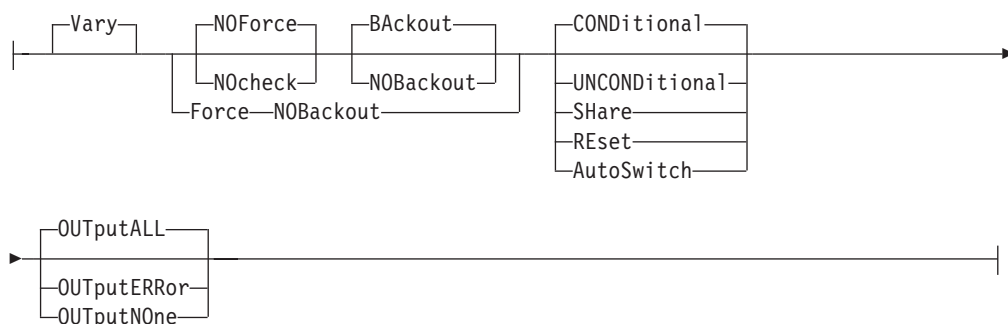 Vary NOForce BAckout CONDitional
NOcheck NOBackout UNCONDitional
Force NOBackout SHare
REset
AutoSwitch
OUTputALL
OUTputERRor
OUTputNOne